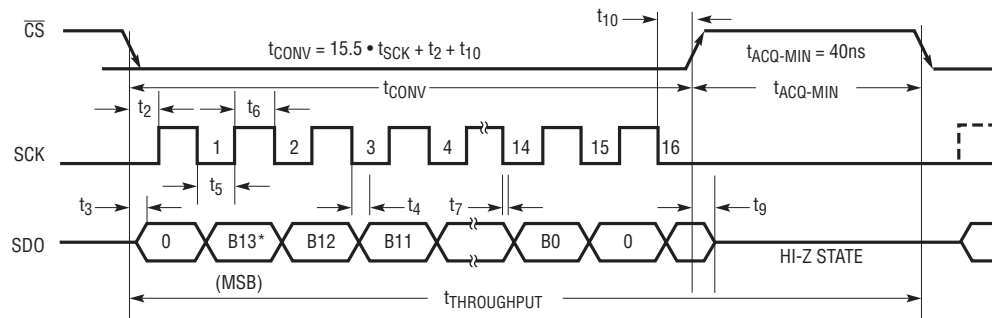 t10
CS
tCONV = 15.5 • tSCK + t2 + t10
tACQ-MIN = 40ns
tCONV
tACQ-MIN
t2
t6
SCK
1 2 3 4 14 15 16
t5
t3
t4
t7
t9
SDO
0 B13* B12 B11 B0 0
HI-Z STATE
(MSB)
tTHROUGHPUT